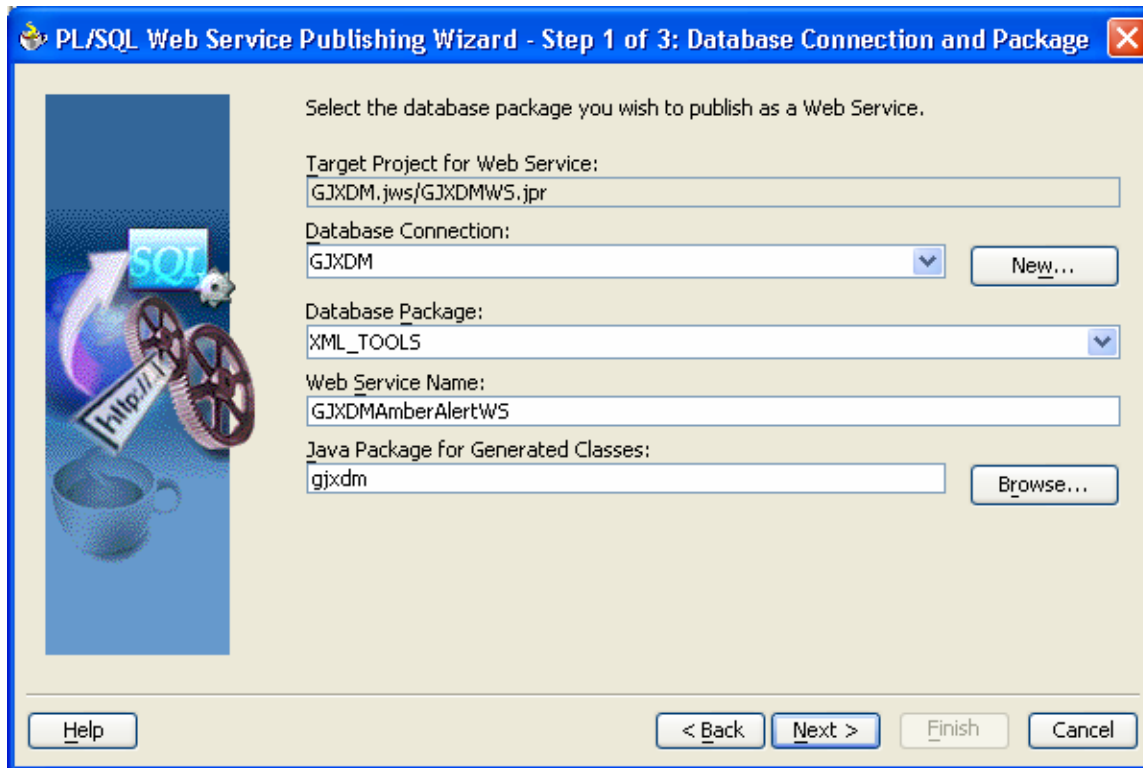 PL/SQL Web Service Publishing Wizard - Step 1 of 3: Database Connection and Package
Select the database package you wish to publish as a Web Service.
Target Project for Web Service:
GJXDM.jws/GJXDMWS.jpr
Database Connection:
GJXDM
New...
Database Package:
XML_TOOLS
Web Service Name:
GJXDMAmberAlertWS
Java Package for Generated Classes:
gjxdm
Browse...
SQL
http://
Help
< Back
Next >
Finish
Cancel